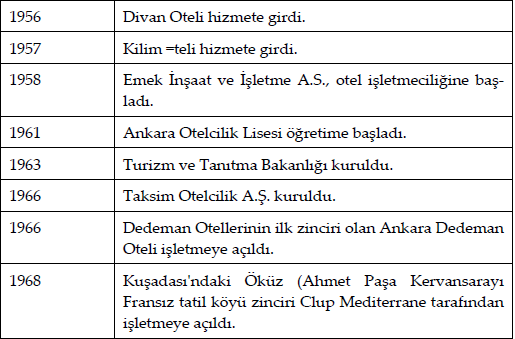 1956 Divan Oteli hizmete girdi.
1957 Kilim =teli hizmete girdi.
1958 Emek İnşaat ve İşletme A.S., otel işletmeciliğine baş-
ladı.
1961 Ankara Otelcilik Lisesi öğretime başladı.
1963 Turizm ve Tanıtma Bakanlığı kuruldu.
1966 Taksim Otelcilik A.Ş. kuruldu.
1966 Dedeman Otellerinin ilk zinciri olan Ankara Dedeman
Oteli işletmeye açıldı.
1968 Kuşadası'ndaki Öküz (Ahmet Paşa Kervansarayı
Fransız tatil köyü zinciri Clup Mediterrane tarafından
işletmeye açıldı.